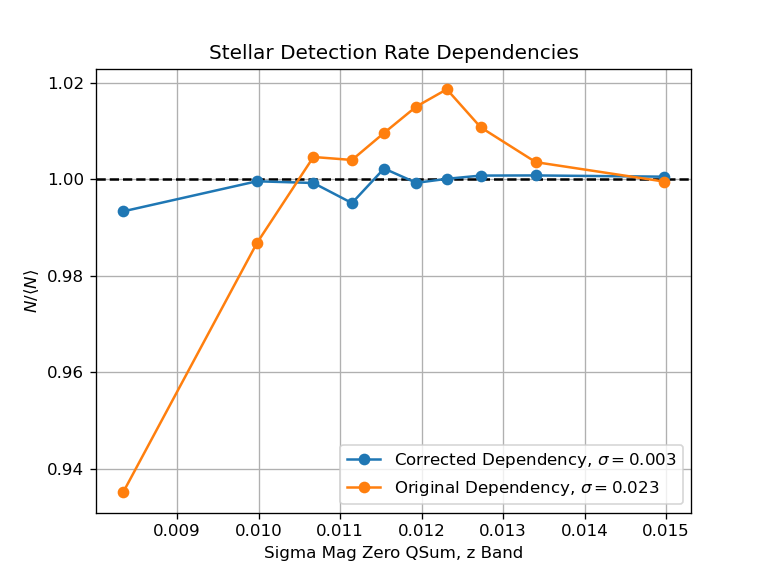 Stellar Detection Rate Dependencies
N/⟨N⟩
1.02
1.00
0.98
0.96
0.94
Corrected Dependency, σ = 0.003
Original Dependency, σ = 0.023
0.009 0.010 0.011 0.012 0.013 0.014 0.015
Sigma Mag Zero QSum, z Band